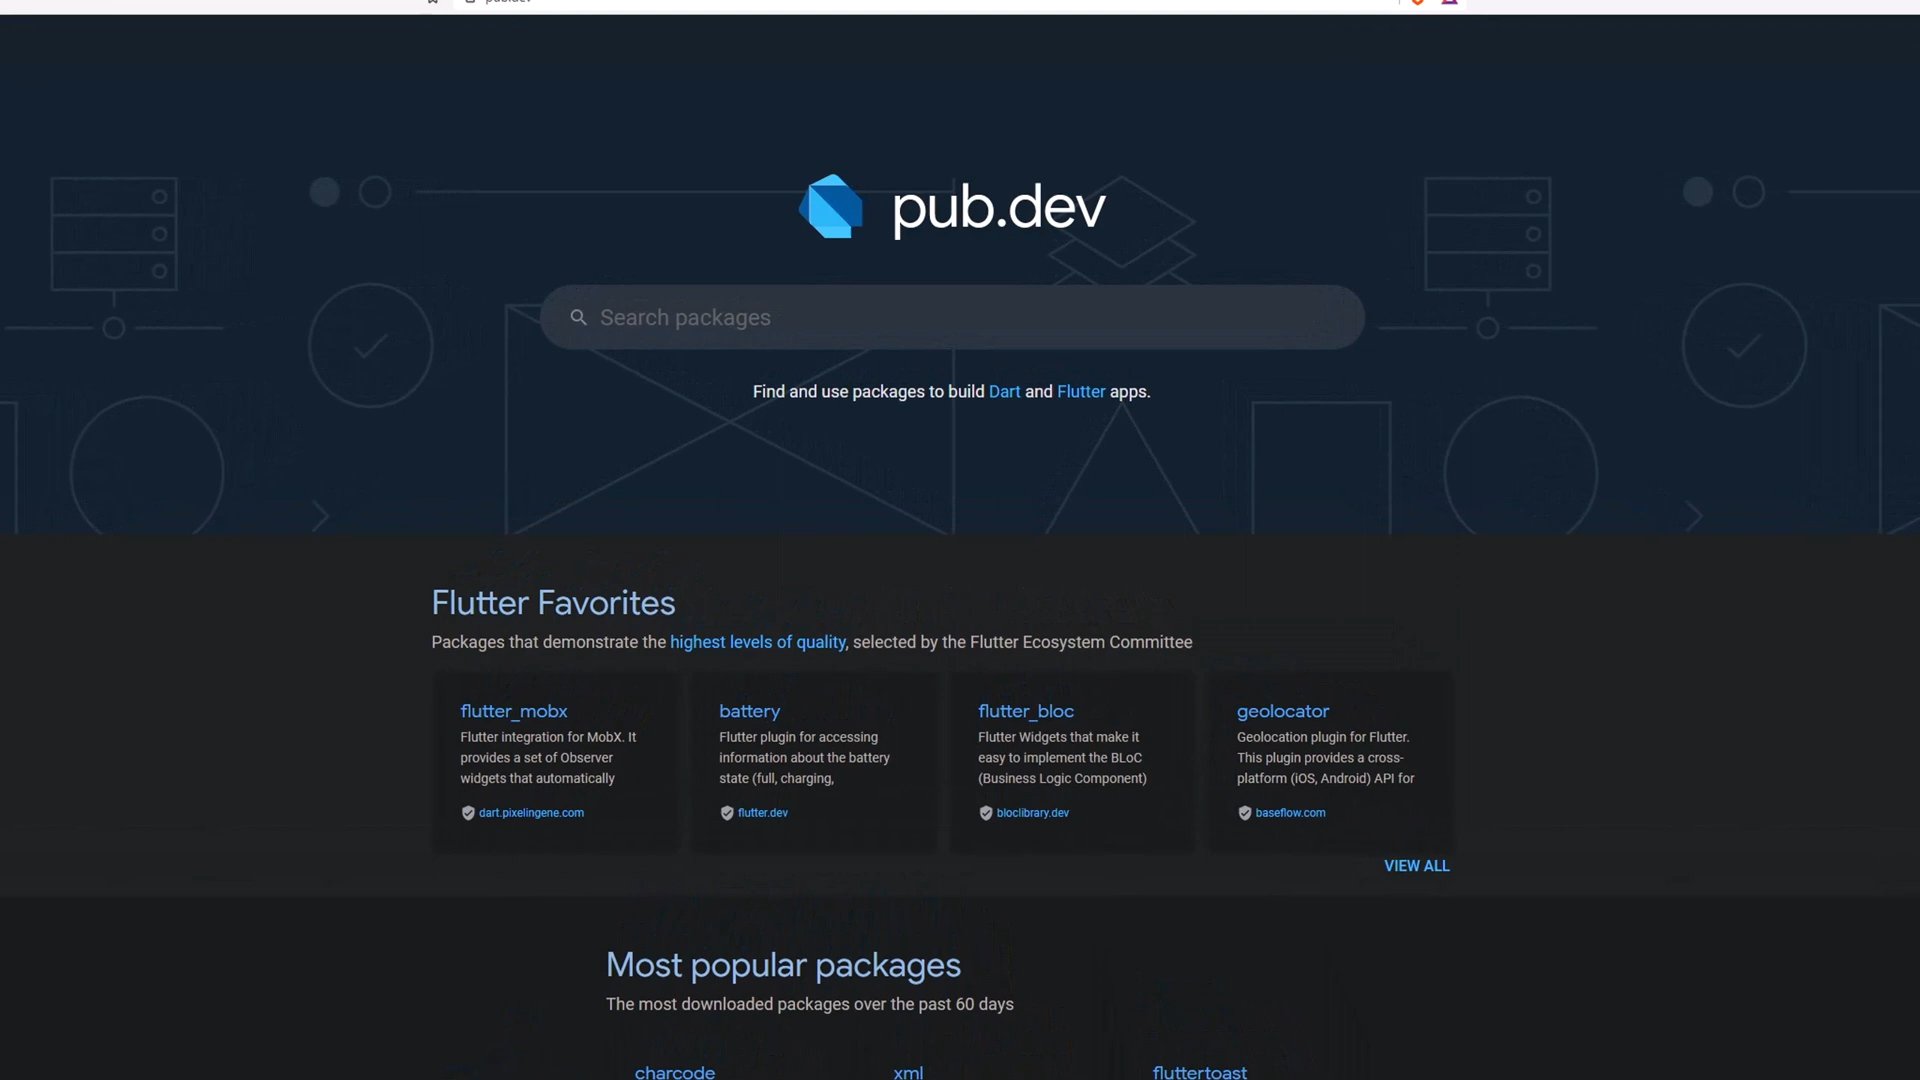 pub.dev
Search packages
Find and use packages to build Dart and Flutter apps.
Flutter Favorites
Packages that demonstrate the highest levels of quality, selected by the Flutter Ecosystem Committee
flutter_mobx
Flutter integration for MobX. It
provides a set of Observer
widgets that automatically
dart.pixelingene.com
battery
Flutter plugin for accessing
information about the battery
state (full, charging,
flutter.dev
flutter_bloc
Flutter Widgets that make it
easy to implement the BLoC
(Business Logic Component)
bloclibrary.dev
geolocator
Geolocation plugin for Flutter.
This plugin provides a cross-
platform (iOS, Android) API for
baseflow.com
VIEW ALL
Most popular packages
The most downloaded packages over the past 60 days
charcode
xml
fluttertoast